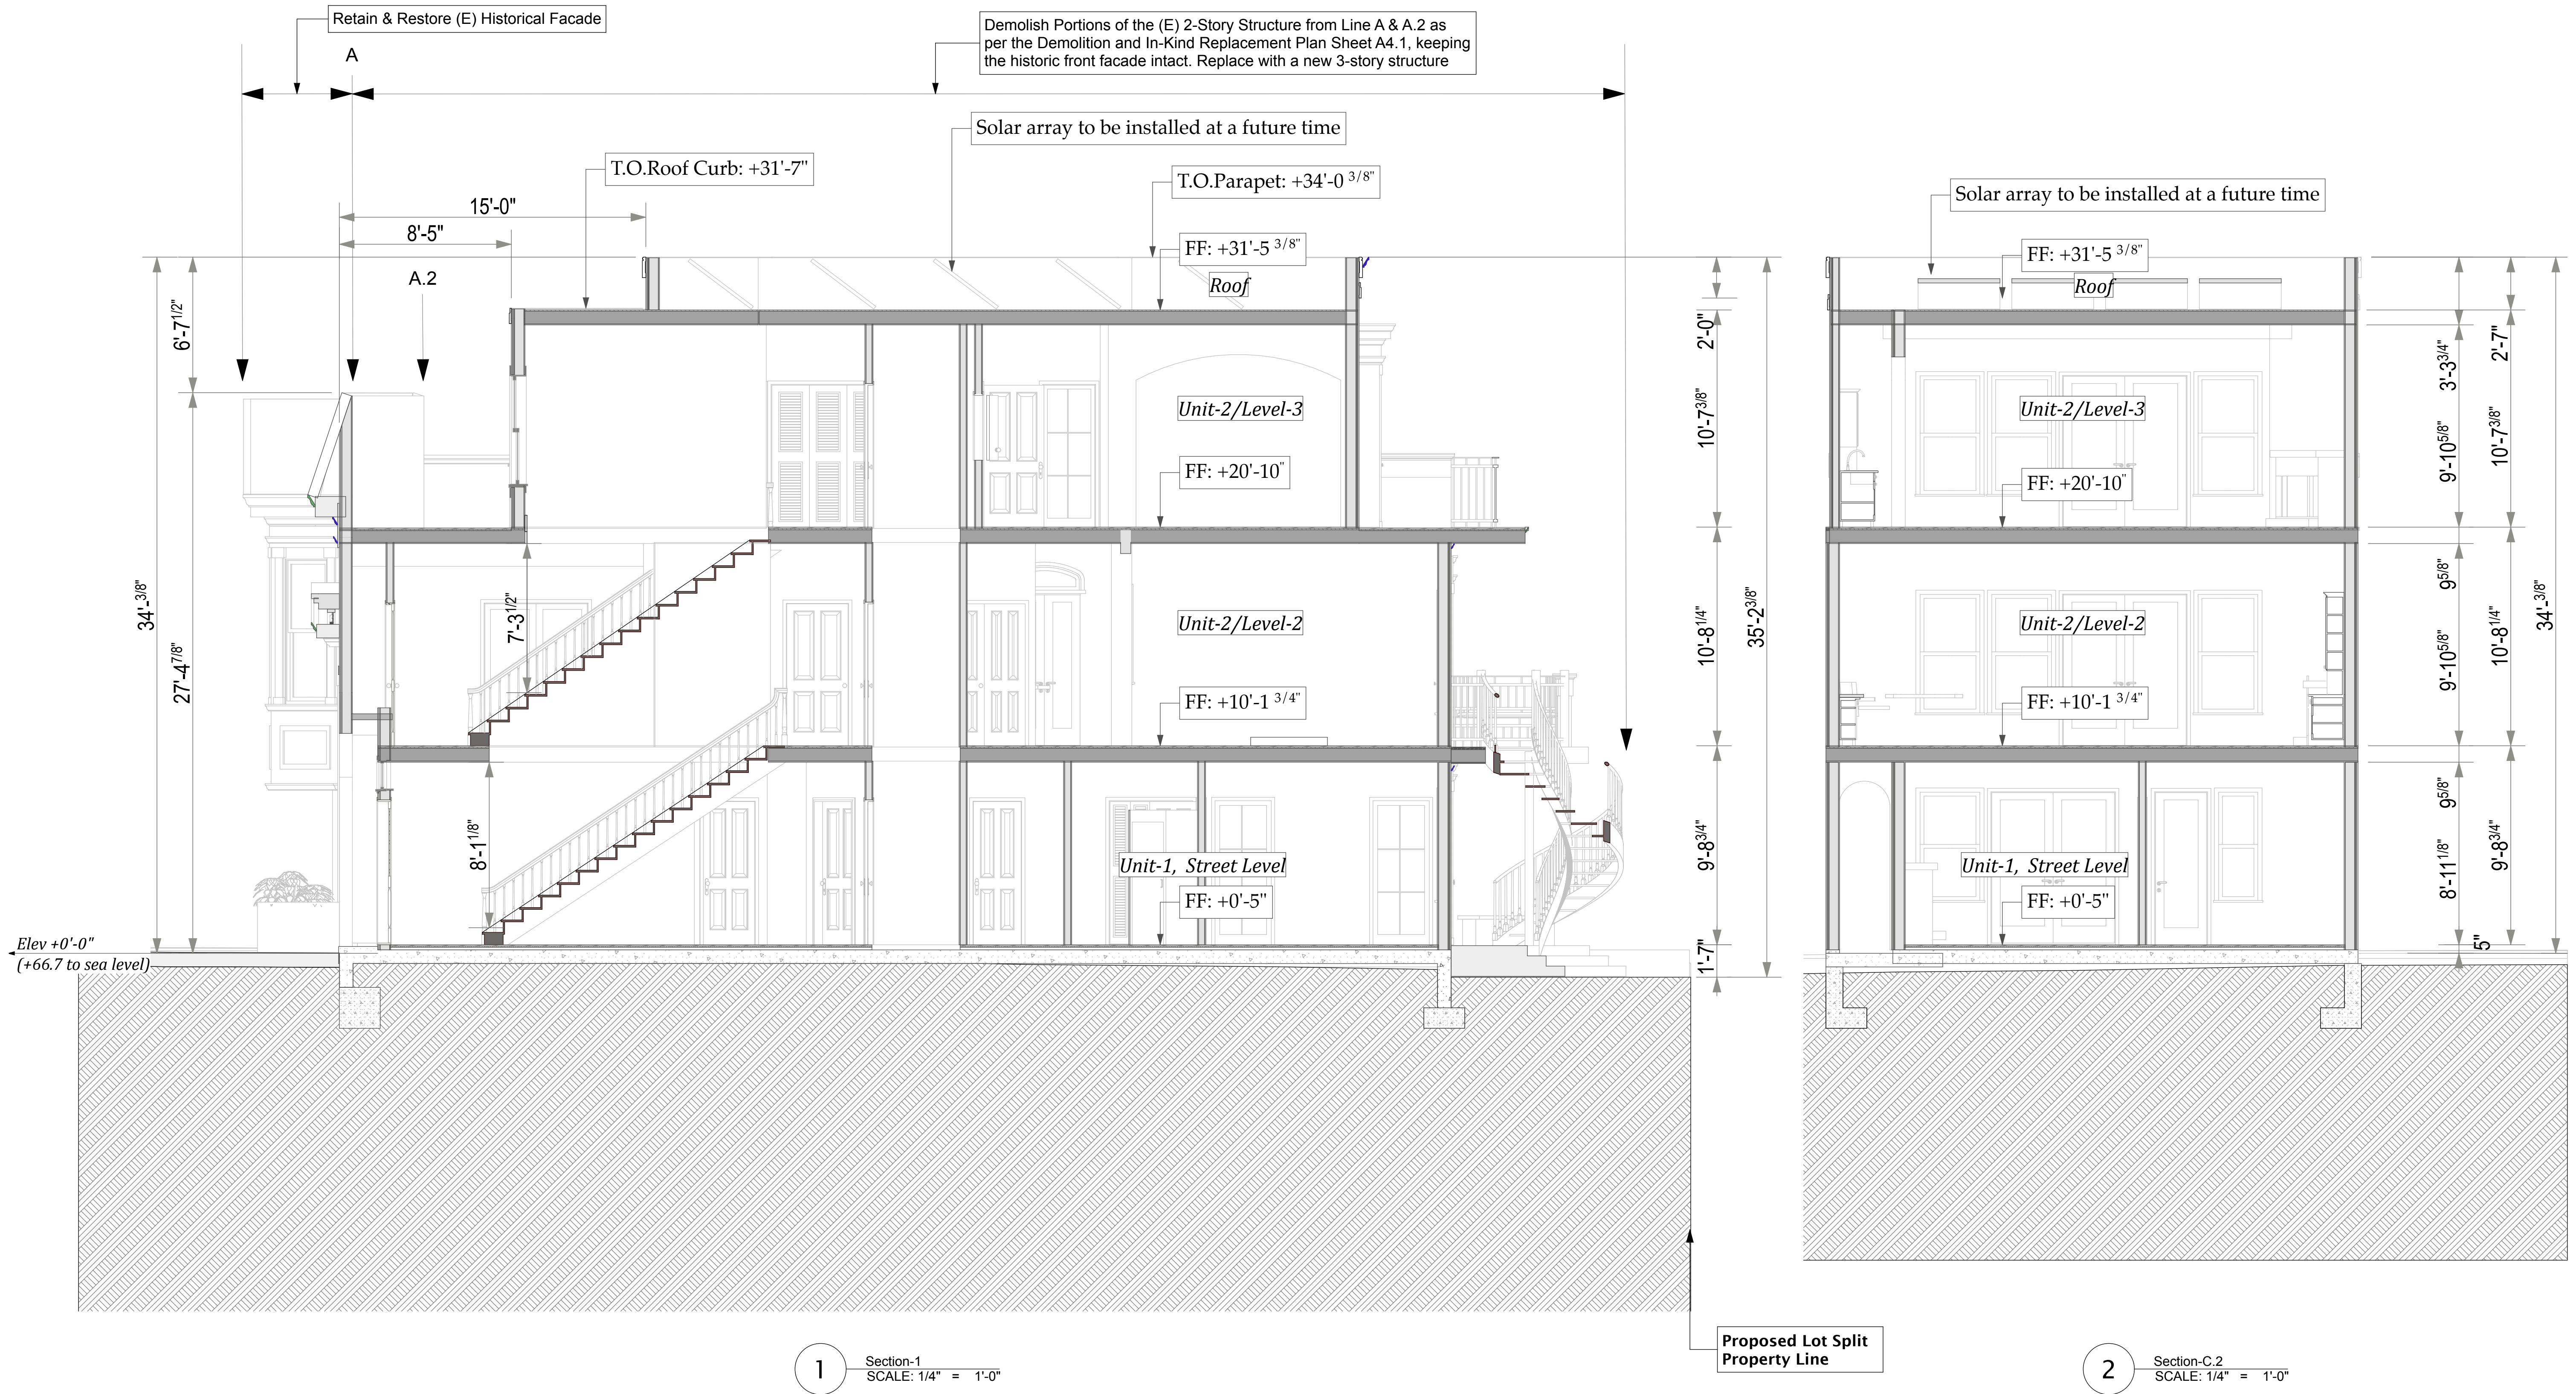 Retain & Restore (E) Historical Facade
A
Demolish Portions of the (E) 2-Story Structure from Line A & A.2 as
per the Demolition and In-Kind Replacement Plan Sheet A4.1, keeping
the historic front facade intact. Replace with a new 3-story structure
Solar array to be installed at a future time
T.O.Roof Curb: +31'-7"
T.O.Parapet: +34'-0 3/8"
15'-0"
8'-5"
A.2
FF: +31'-5 3/8"
Roof
6'-7 1/2"
34'-3/8"
27'-4 7/8"
Unit-2/Level-3
FF: +20'-10"
7'-3 1/2"
Unit-2/Level-2
FF: +10'-1 3/4"
8'-1 1/8"
Unit-1, Street Level
FF: +0'-5"
Elev +0'-0"
(+66.7 to sea level)
2'-0"
10'-7 3/8"
10'-8 1/4"
35'-2 3/8"
9'-8 3/4"
1'-7"
Proposed Lot Split
Property Line
1
Section-1
SCALE: 1/4" = 1'-0"
Solar array to be installed at a future time
FF: +31'-5 3/8"
Roof
Unit-2/Level-3
FF: +20'-10"
Unit-2/Level-2
FF: +10'-1 3/4"
Unit-1, Street Level
FF: +0'-5"
3'-3 3/4"
2'-7"
9'-10 5/8"
10'-7 3/8"
9 5/8"
34'-3/8"
9'-10 5/8"
10'-8 1/4"
9 5/8"
8'-11 1/8"
9'-8 3/4"
5"
2
Section-C.2
SCALE: 1/4" = 1'-0"